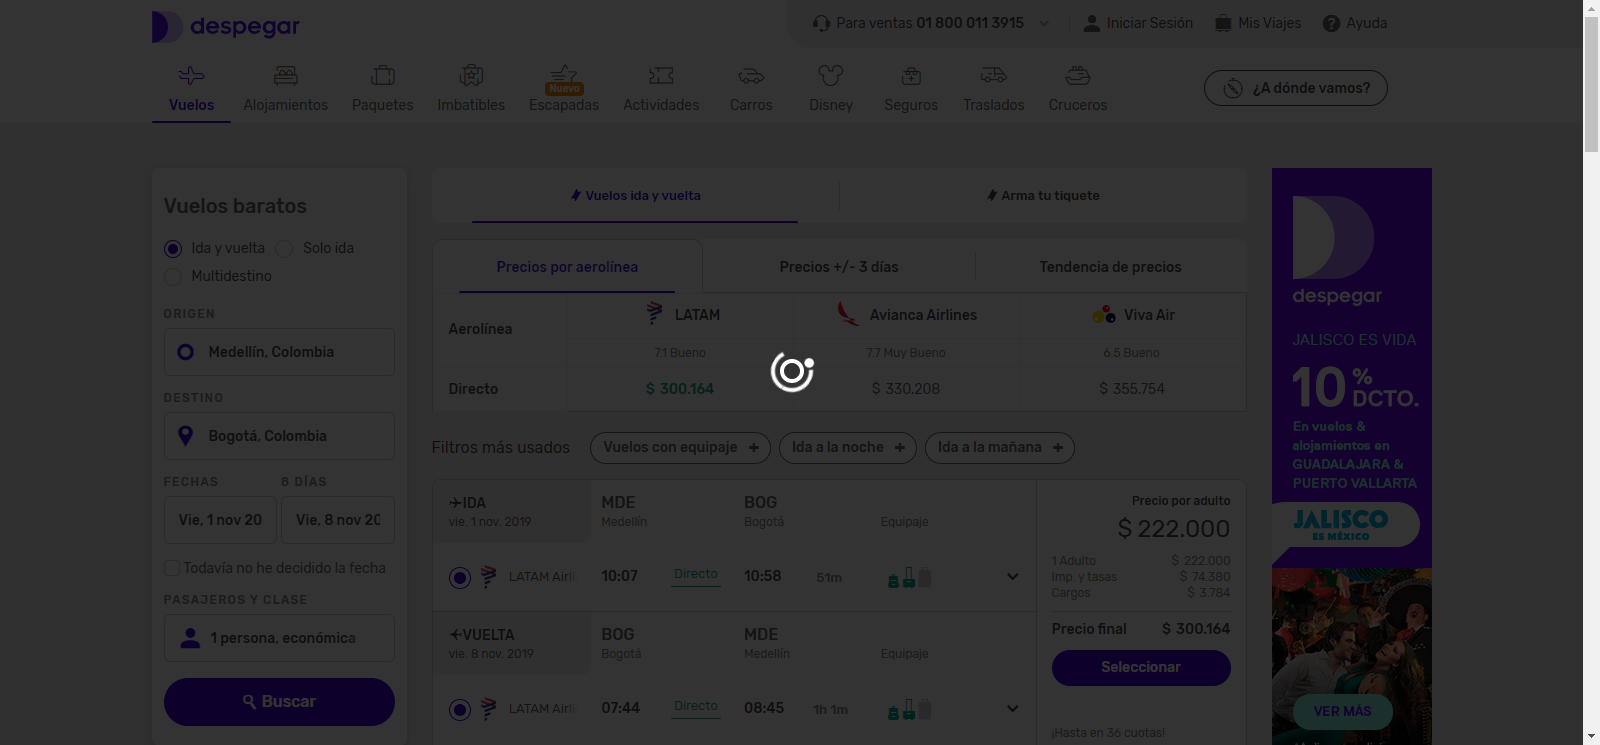 despegar
Para ventas 01 800 011 3915
Iniciar Sesión
Mis Viajes
Ayuda
Vuelos
Alojamientos
Paquetes
Imbatibles
Nuevo
Escapadas
Actividades
Carros
Disney
Seguros
Traslados
Cruceros
¿A dónde vamos?
Vuelos baratos
Ida y vuelta
Solo ida
Multidestino
ORIGEN
Medellín, Colombia
DESTINO
Bogotá, Colombia
FECHAS
8 DÍAS
Vie, 1 nov 20
Vie, 8 nov 20
Todavía no he decidido la fecha
PASAJEROS Y CLASE
1 persona, económica
Buscar
Vuelos ida y vuelta
Arma tu tiquete
Precios por aerolínea
Precios +/- 3 días
Tendencia de precios
Aerolínea
LATAM
Avianca Airlines
Viva Air
7.1 Bueno
7.7 Muy Bueno
6.5 Bueno
Directo
$ 300.164
$ 330.208
$ 355.754
Filtros más usados
Vuelos con equipaje +
Ida a la noche +
Ida a la mañana +
IDA
vie. 1 nov. 2019
MDE
Medellín
BOG
Bogotá
Equipaje
LATAM Airli
10:07
Directo
10:58
51m
VUELTA
vie. 8 nov. 2019
BOG
Bogotá
MDE
Medellín
Equipaje
LATAM Airli
07:44
Directo
08:45
1h 1m
Precio por adulto
$ 222.000
1 Adulto $ 222.000
Imp. y tasas $ 74.380
Cargos $ 3.784
Precio final $ 300.164
Seleccionar
¡Hasta en 36 cuotas!
despegar
JALISCO ES VIDA
10 % DCTO.
En vuelos &
alojamientos en
GUADALAJARA &
PUERTO VALLARTA
JALISCO
ES MÉXICO
VER MÁS